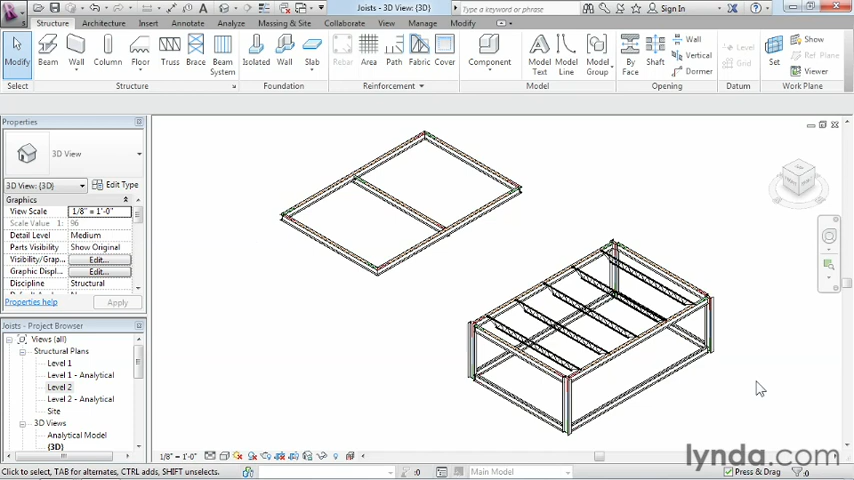 Joists - 3D View: {3D}
Type a keyword or phrase
Sign In
Structure Architecture Insert Annotate Analyze Massing & Site Collaborate View Manage Modify
Modify Beam Wall Column Floor Truss Brace Beam System Isolated Wall Slab Rebar Area Path Fabric Cover Component Model Text Model Line Model Group By Face Shaft Wall Vertical Dormer Level Grid Set Show Ref Plane Viewer
Select Structure Foundation Reinforcement Model Opening Datum Work Plane
Properties
3D View
3D View: {3D} Edit Type
Graphics
View Scale 1/8" = 1'-0"
Scale Value 1: 96
Detail Level Medium
Parts Visibility Show Original
Visibility/Grap... Edit...
Graphic Displ... Edit...
Discipline Structural
Properties help Apply
Joists - Project Browser
Views (all)
Structural Plans
Level 1
Level 1 - Analytical
Level 2
Level 2 - Analytical
Site
3D Views
Analytical Model
{3D}
1/8" = 1'-0"
Click to select, TAB for alternates, CTRL adds, SHIFT unselects.
:0
Main Model
Press & Drag
:0
lynda.com